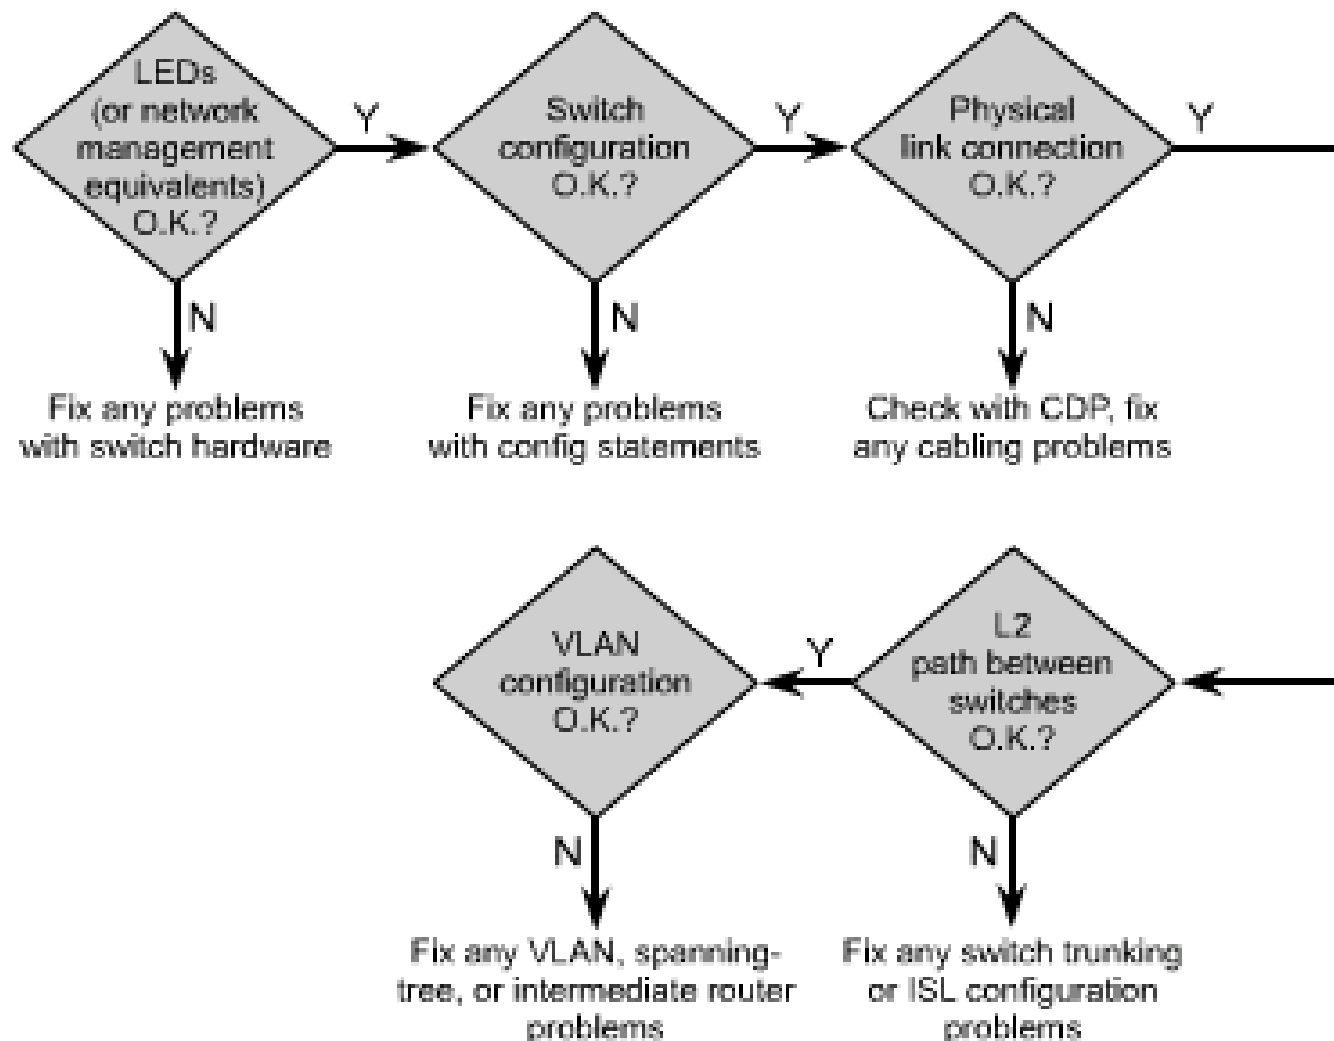 LEDs
(or network
management
equivalents)
O.K.?
Y
Switch
configuration
O.K.?
Y
Physical
link connection
O.K.?
Y
N
Fix any problems
with switch hardware
N
Fix any problems
with config statements
N
Check with CDP, fix
any cabling problems
L2
path between
switches
O.K.?
Y
VLAN
configuration
O.K.?
N
Fix any switch trunking
or ISL configuration
problems
N
Fix any VLAN, spanning-
tree, or intermediate router
problems